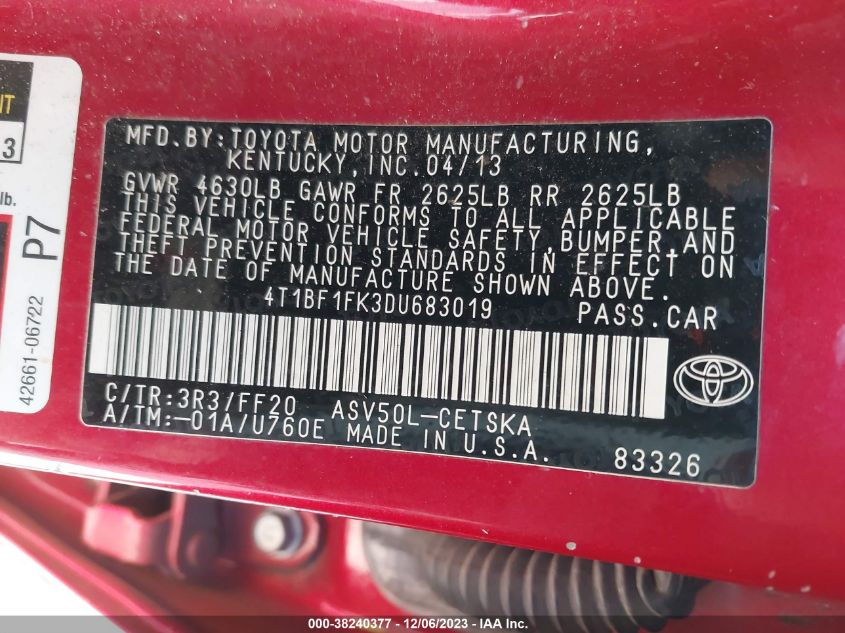 MFD.BY:TOYOTA MOTOR MANUFACTURING,
KENTUCKY, INC. 04/13
GVWR 4630LB GAWR FR 2625LB RR 2625LB
THIS VEHICLE CONFORMS TO ALL APPLICABLE
FEDERAL MOTOR VEHICLE SAFETY, BUMPER, AND
THEFT PREVENTION STANDARDS IN EFFECT ON
THE DATE OF MANUFACTURE SHOWN ABOVE.
4T1BF1FK3DU683019 PASS.CAR
C/TR:3R3/FF20 ASV50L-CETSKA
A/TM:-01A/U760E MADE IN U.S.A. 83326
3
lb.
P7
42661-06722
000-38240377 - 12/06/2023 - IAA Inc.